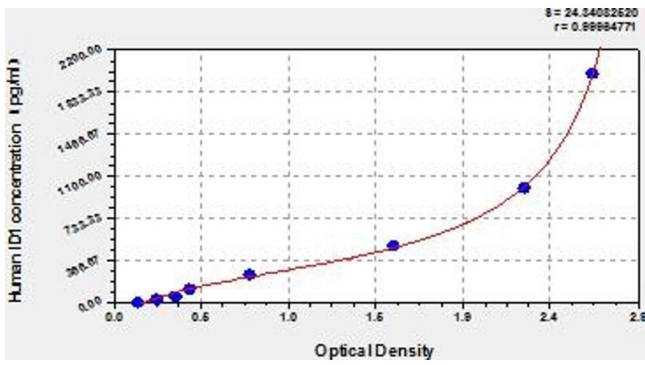 S = 24.34082520
r = 0.99984771
Human ID1 concentration (pg/ml)
2200.00
1833.33
1466.67
1100.00
733.33
366.67
0.00
0.0 0.5 1.0 1.5 1.9 2.4 2.9
Optical Density